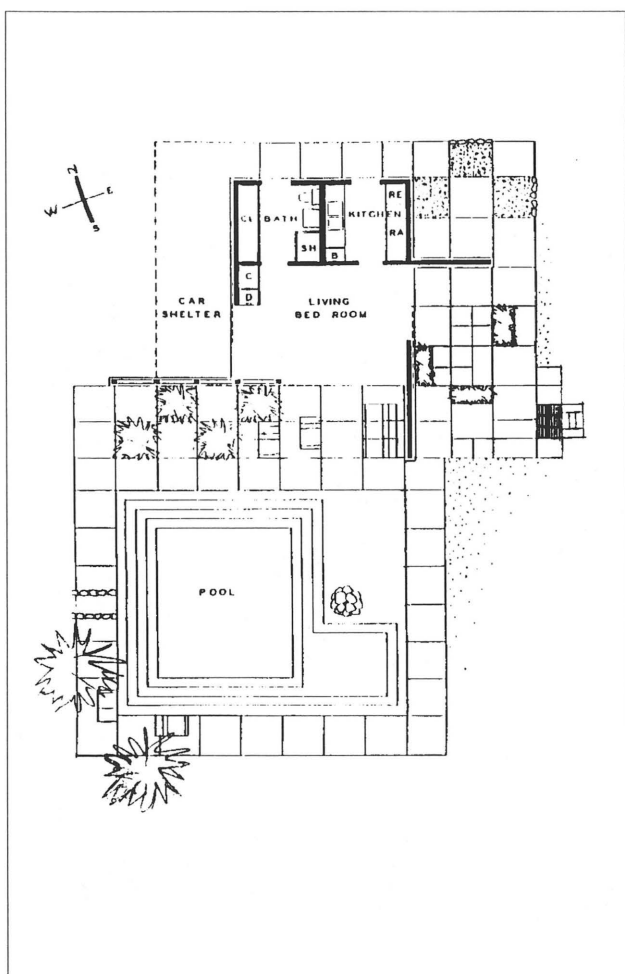 N
E
W
S
RE
CL
BATH
KITCHEN
SH
RA
B
C
D
CAR
SHELTER
LIVING
BED ROOM
POOL